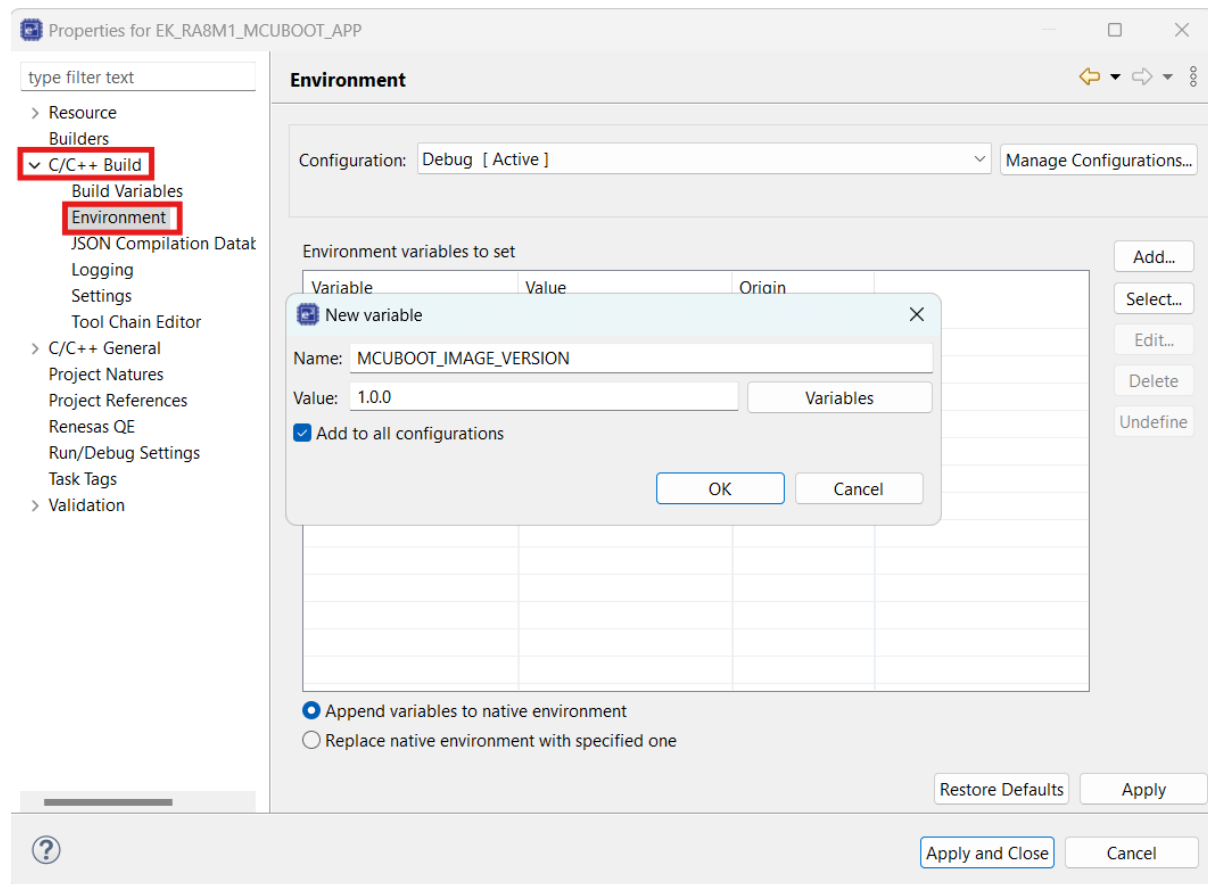 Properties for EK_RA8M1_MCUBOOT_APP
type filter text
Resource
Builders
C/C++ Build
Build Variables
Environment
JSON Compilation Datab
Logging
Settings
Tool Chain Editor
C/C++ General
Project Natures
Project References
Renesas QE
Run/Debug Settings
Task Tags
Validation
Environment
Configuration: Debug [ Active ] Manage Configurations...
Environment variables to set
Variable Value Origin
Add...
Select...
Edit...
Delete
Undefine
New variable
Name: MCUBOOT_IMAGE_VERSION
Value: 1.0.0 Variables
Add to all configurations
OK Cancel
Append variables to native environment
Replace native environment with specified one
Restore Defaults Apply
? Apply and Close Cancel